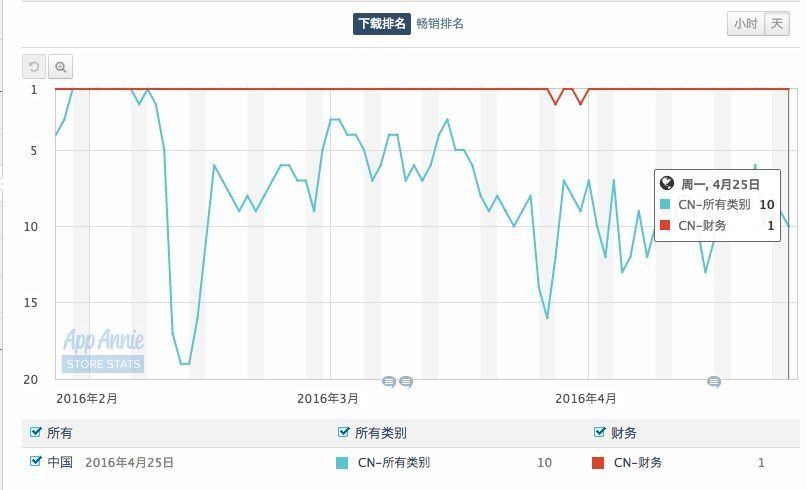 下载排名 畅销排名
小时 天
1
5
10
15
20
周一, 4月25日
CN-所有类别 10
CN-财务 1
App Annie
STORE STATS
2016年2月 2016年3月 2016年4月
所有 所有类别 财务
中国 2016年4月25日 CN-所有类别 10 CN-财务 1